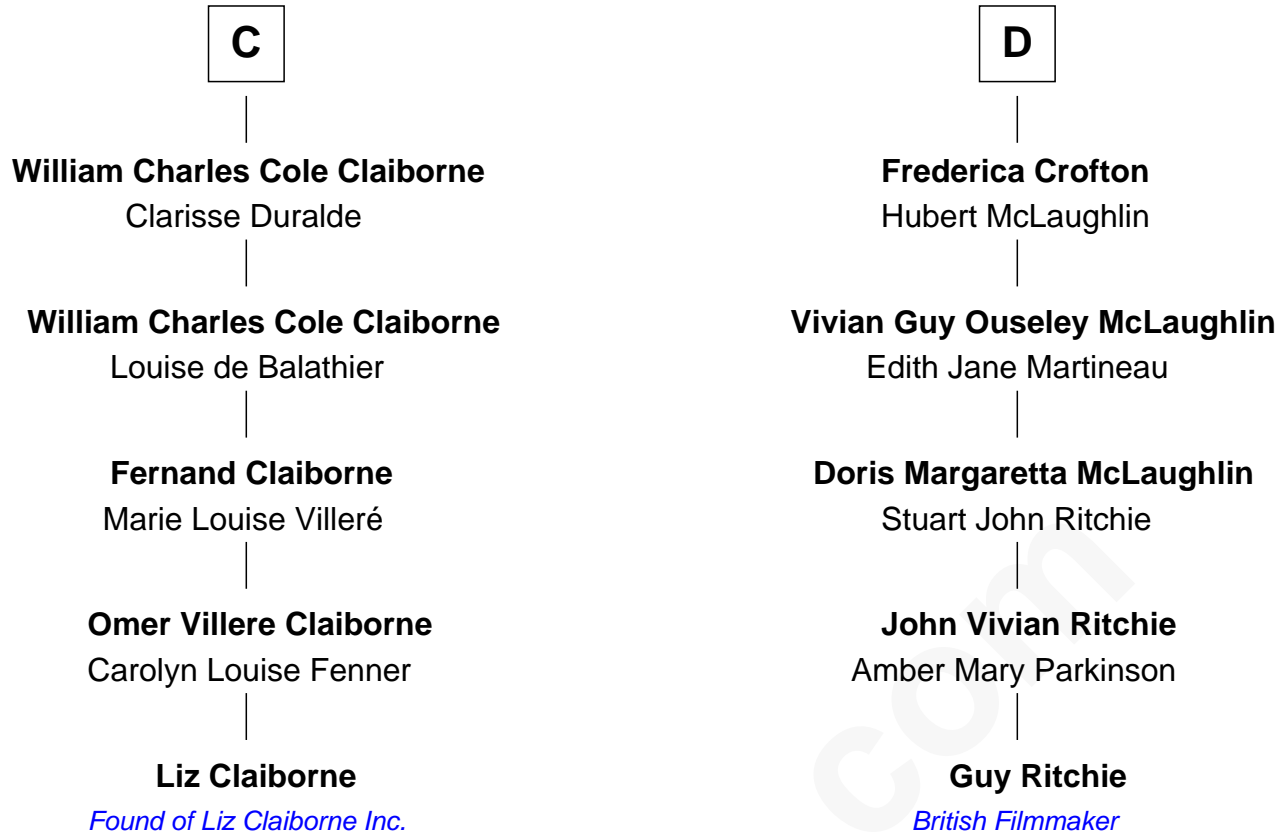 C
William Charles Cole Claiborne
Clarisse Duralde
William Charles Cole Claiborne
Louise de Balathier
Fernand Claiborne
Marie Louise Villeré
Omer Villere Claiborne
Carolyn Louise Fenner
Liz Claiborne
Found of Liz Claiborne Inc.
D
Frederica Crofton
Hubert McLaughlin
Vivian Guy Ouseley McLaughlin
Edith Jane Martineau
Doris Margaretta McLaughlin
Stuart John Ritchie
John Vivian Ritchie
Amber Mary Parkinson
Guy Ritchie
British Filmmaker
com